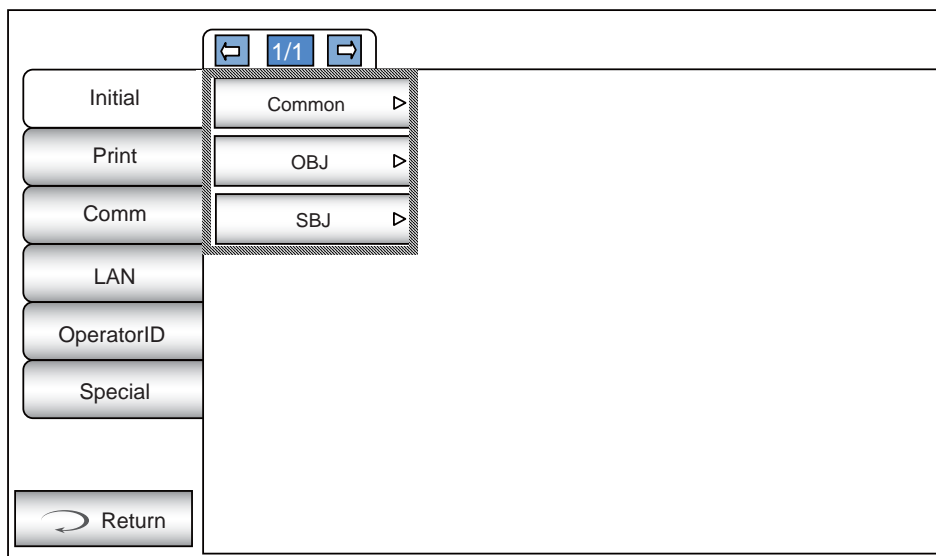 1/1
Initial
Common
Print
OBJ
Comm
SBJ
LAN
OperatorID
Special
Return